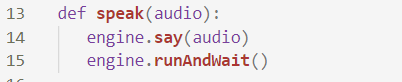 13 def speak(audio):
14 engine.say(audio)
15 engine.runAndWait()